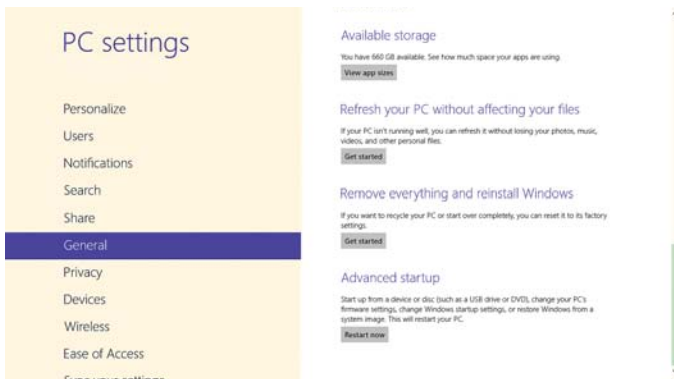 PC settings
Personalize
Users
Notifications
Search
Share
General
Privacy
Devices
Wireless
Ease of Access
Sync your settings
Available storage
You have 660 GB available. See how much space your apps are using.
View app sizes
Refresh your PC without affecting your files
If your PC isn't running well, you can refresh it without losing your photos, music,
videos, and other personal files.
Get started
Remove everything and reinstall Windows
If you want to recycle your PC or start over completely, you can reset it to its factory
settings.
Get started
Advanced startup
Start up from a device or disc (such as a USB drive or DVD), change your PC's
firmware settings, change Windows startup settings, or restore Windows from a
system image. This will restart your PC.
Restart now